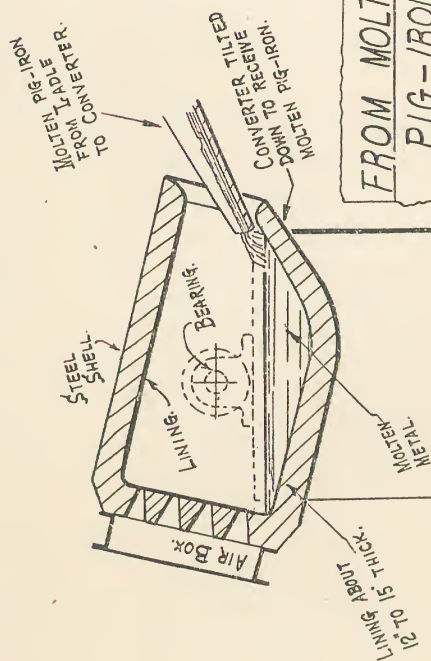 MOLTEN PIG-IRON
FROM LADLE
TO CONVERTER.
STEEL
SHELL.
LINING.
BEARING.
CONVERTER TILTED
DOWN TO RECEIVE
MOLTEN PIG-IRON.
AIR BOX.
LINING ABOUT
12" TO 15" THICK.
MOLTEN
METAL.
FROM MOLT
PIG-IRO